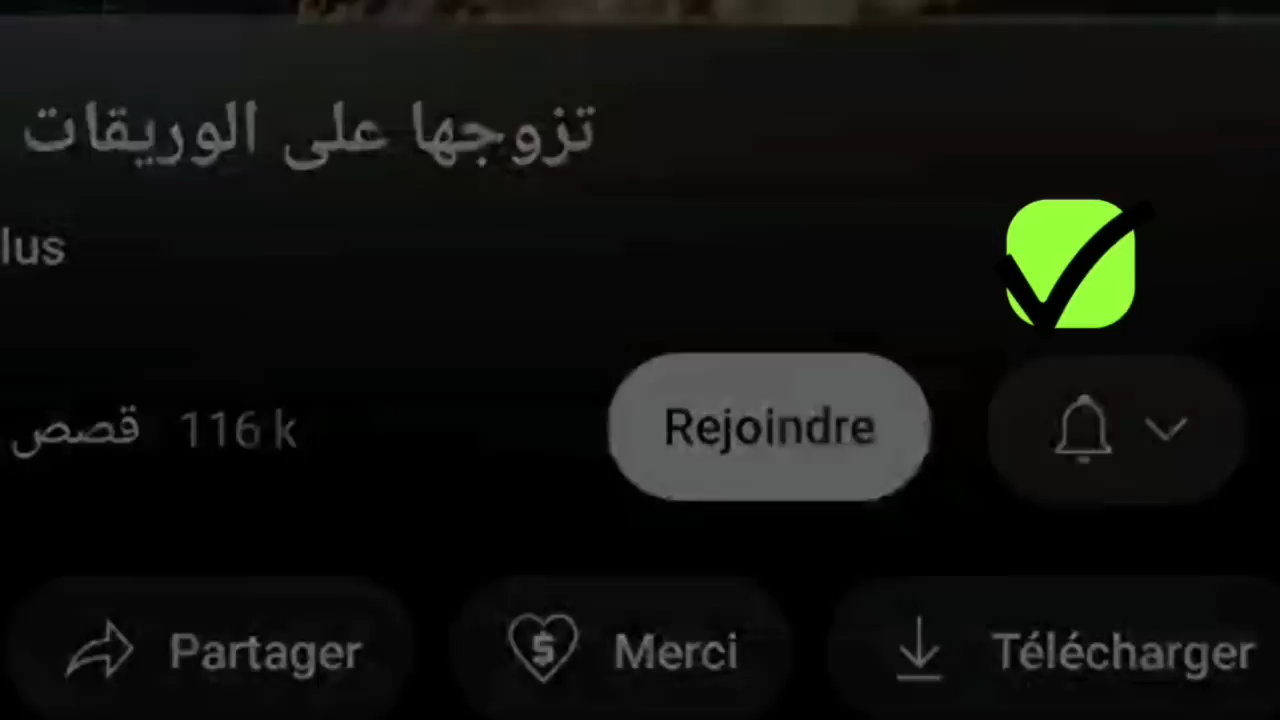 تزوجها على الوريقات
lus
قصص 116 k Rejoindre
Partager Merci Télécharger